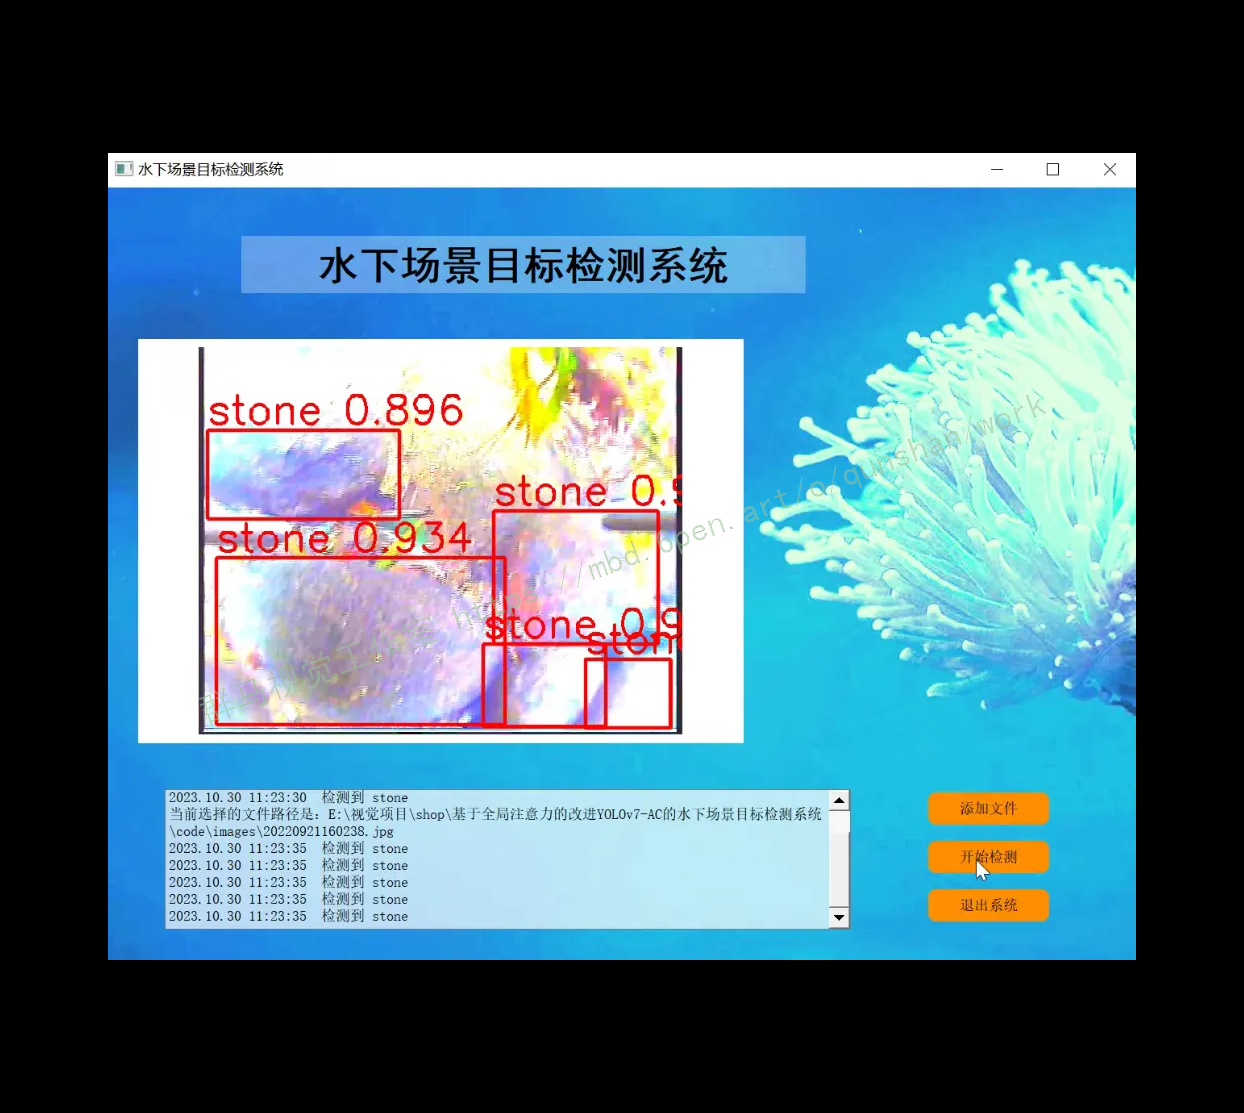 水下场景目标检测系统
水下场景目标检测系统
stone 0.896
stone 0.
stone 0.934
stone 0.9
群马视觉工作室 https://mbd.open.art/o/qunshan/work
2023.10.30 11:23:30 检测到 stone
当前选择的文件路径是：E:\视觉项目\shop\基于全局注意力的改进YOLOv7-AC的水下场景目标检测系统
\code\images\20220921160238.jpg
2023.10.30 11:23:35 检测到 stone
2023.10.30 11:23:35 检测到 stone
2023.10.30 11:23:35 检测到 stone
2023.10.30 11:23:35 检测到 stone
2023.10.30 11:23:35 检测到 stone
添加文件
开始检测
退出系统